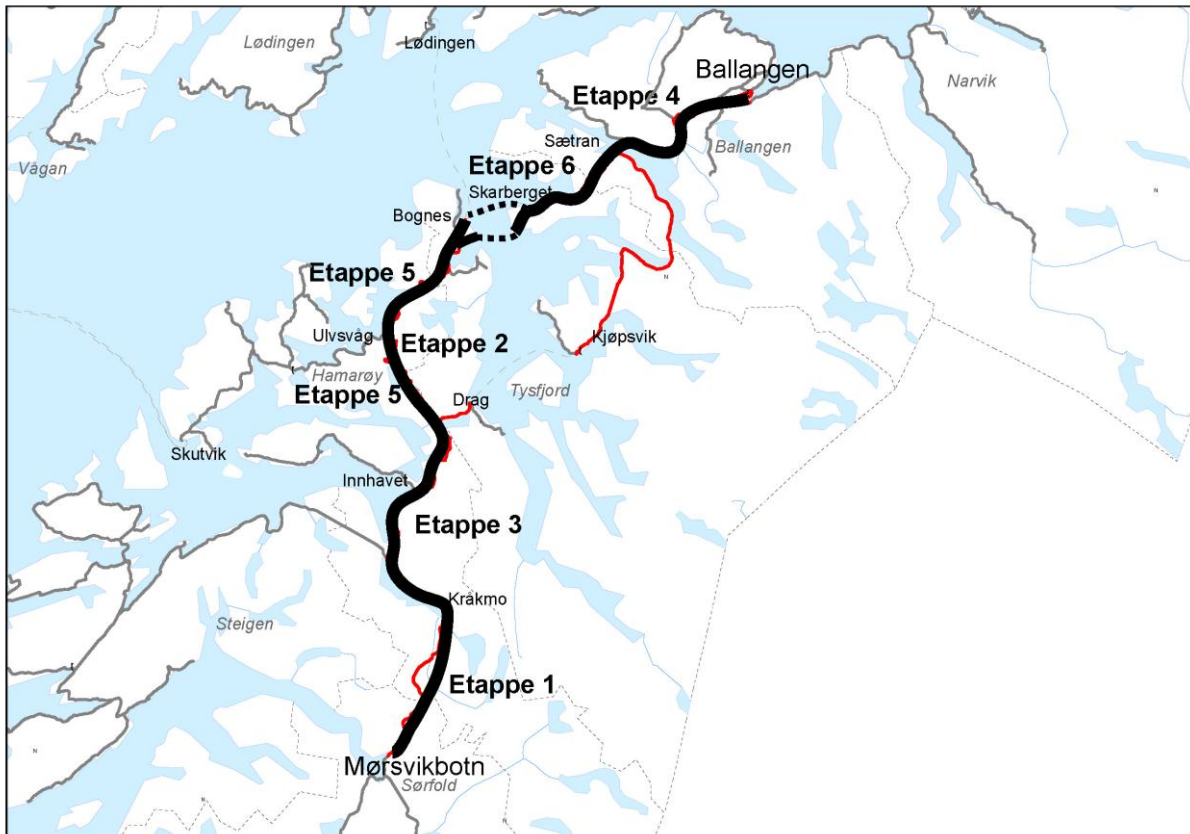 Lødingen
Lødingen
Ballangen
Narvik
Etappe 4
Sætran
Ballangen
Vågan
Etappe 6
Skarberget
Bognes
Etappe 5
Ulvsvåg
Etappe 2
Kjøpsvik
Hamarøy
Etappe 5
Tysfjord
Drag
Skutvik
Innhavet
Etappe 3
Kråkmo
Steigen
Etappe 1
Mørsvikbotn
Sørfold